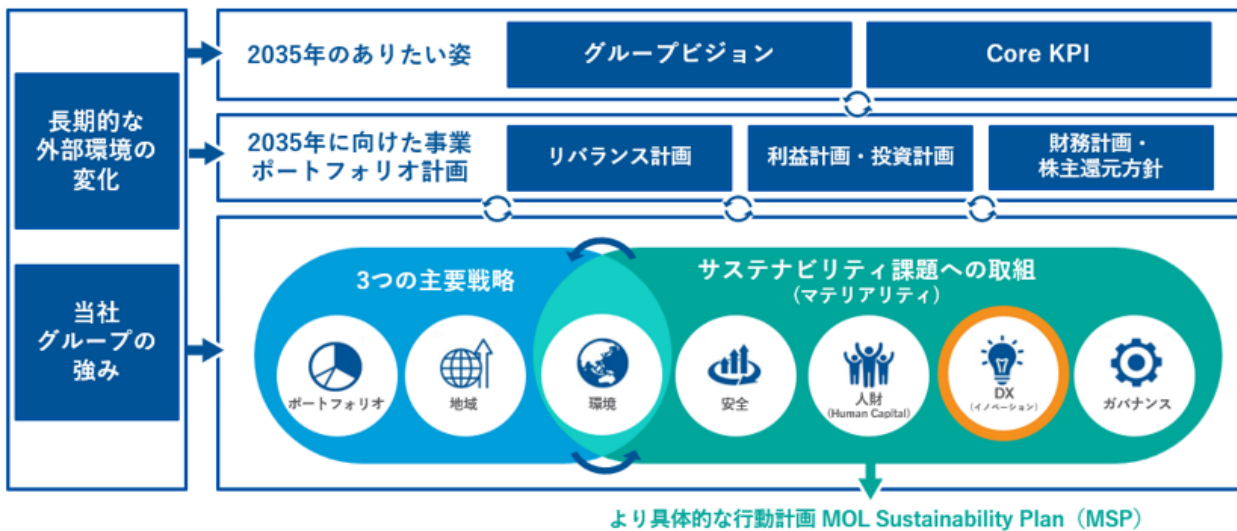 長期的な
外部環境の
変化
当社
グループの
強み
2035年のありたい姿
グループビジョン
Core KPI
2035年に向けた事業
ポートフォリオ計画
リバランス計画
利益計画・投資計画
財務計画・
株主還元方針
3つの主要戦略
サステナビリティ課題への取組
(マテリアリティ)
ポートフォリオ
地域
環境
安全
人財
(Human Capital)
DX
(イノベーション)
ガバナンス
より具体的な行動計画 MOL Sustainability Plan（MSP）